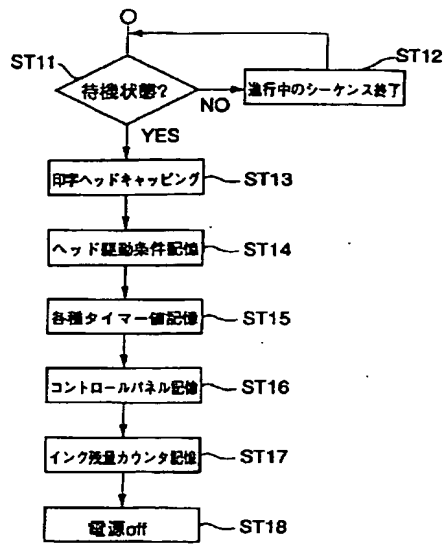 ST11
待機状態?
NO
ST12
進行中のシーケンス終了
YES
印字ヘッドキャッピング
ST13
ヘッド駆動条件記憶
ST14
各種タイマー値記憶
ST15
コントロールパネル記憶
ST16
インク残量カウンタ記憶
ST17
電源off
ST18